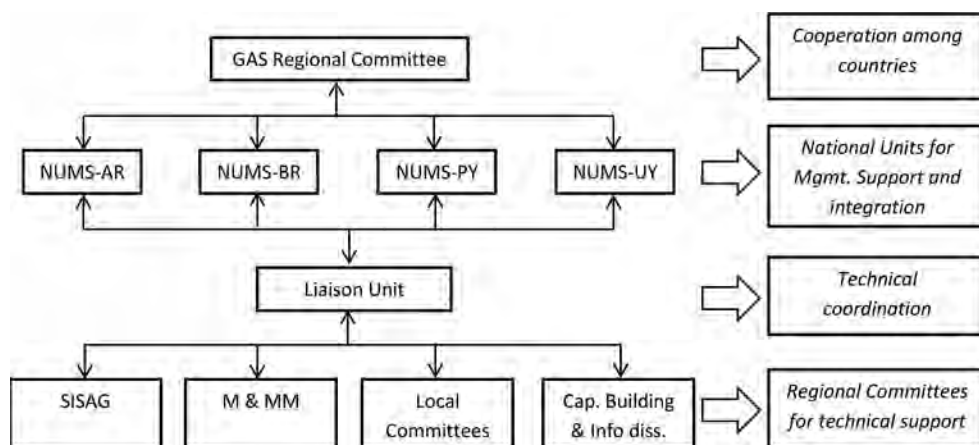 GAS Regional Committee
Cooperation among
countries
NUMS-AR
NUMS-BR
NUMS-PY
NUMS-UY
National Units for
Mgmt. Support and
integration
Liaison Unit
Technical
coordination
SISAG
M & MM
Local
Committees
Cap. Building
& Info diss.
Regional Committees
for technical support